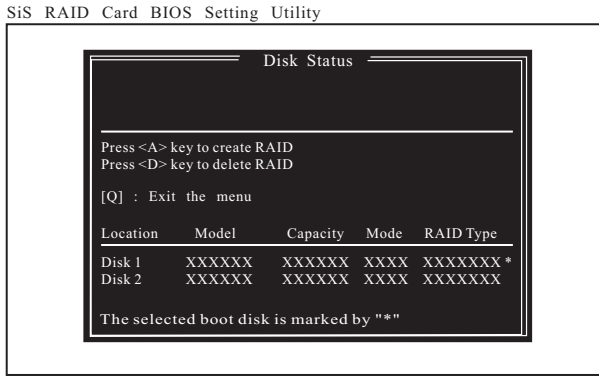 SiS RAID Card BIOS Setting Utility
Disk Status
Press <A> key to create RAID
Press <D> key to delete RAID
[Q] : Exit the menu
Location Model Capacity Mode RAID Type
Disk 1 XXXXXX XXXXXX XXXX XXXXXXX *
Disk 2 XXXXXX XXXXXX XXXX XXXXXXX
The selected boot disk is marked by "*"